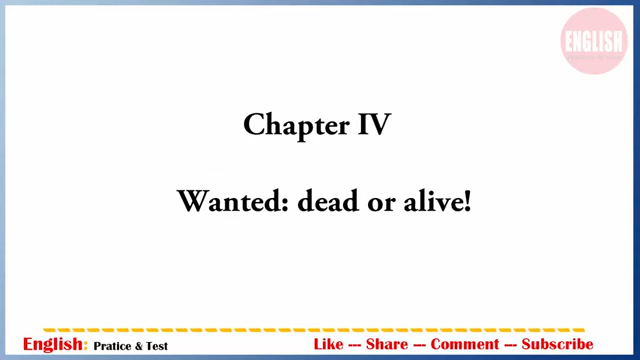 ENGLISH
Chapter IV
Wanted: dead or alive!
English: Pratice & Test
Like --- Share --- Comment --- Subscribe